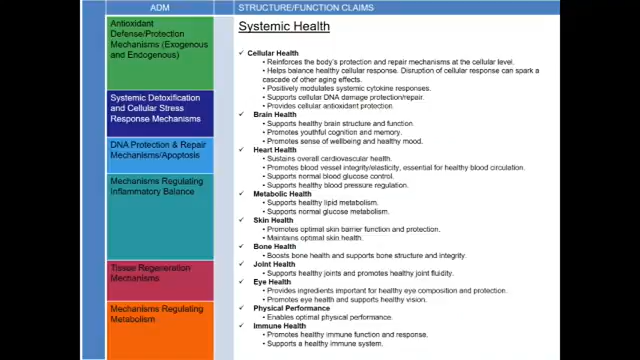 ADM
STRUCTURE/FUNCTION CLAIMS
Antioxidant
Defense/Protection
Mechanisms (Exogenous
and Endogenous)
Systemic Detoxification
and Cellular Stress
Response Mechanisms
DNA Protection & Repair
Mechanisms/Apoptosis
Mechanisms Regulating
Inflammatory Balance
Tissue Regeneration
Mechanisms
Mechanisms Regulating
Metabolism
Systemic Health
✓ Cellular Health
• Reinforces the body's protection and repair mechanisms at the cellular level.
• Helps balance healthy cellular response. Disruption of cellular response can spark a
cascade of other aging effects.
• Positively modulates systemic cytokine responses.
• Supports cellular DNA damage protection/repair.
• Provides cellular antioxidant protection.
✓ Brain Health
• Supports healthy brain structure and function.
• Promotes youthful cognition and memory.
• Promotes sense of wellbeing and healthy mood.
✓ Heart Health
• Sustains overall cardiovascular health.
• Promotes blood vessel integrity/elasticity, essential for healthy blood circulation.
• Supports normal blood glucose control.
• Supports healthy blood pressure regulation.
✓ Metabolic Health
• Supports healthy lipid metabolism.
• Supports normal glucose metabolism.
✓ Skin Health
• Promotes optimal skin barrier function and protection.
• Maintains optimal skin health.
✓ Bone Health
• Boosts bone health and supports bone structure and integrity.
✓ Joint Health
• Supports healthy joints and promotes healthy joint fluidity.
✓ Eye Health
• Provides ingredients important for healthy eye composition and protection.
• Promotes eye health and supports healthy vision.
✓ Physical Performance
• Enables optimal physical performance.
✓ Immune Health
• Promotes healthy immune function and response.
• Supports a healthy immune system.